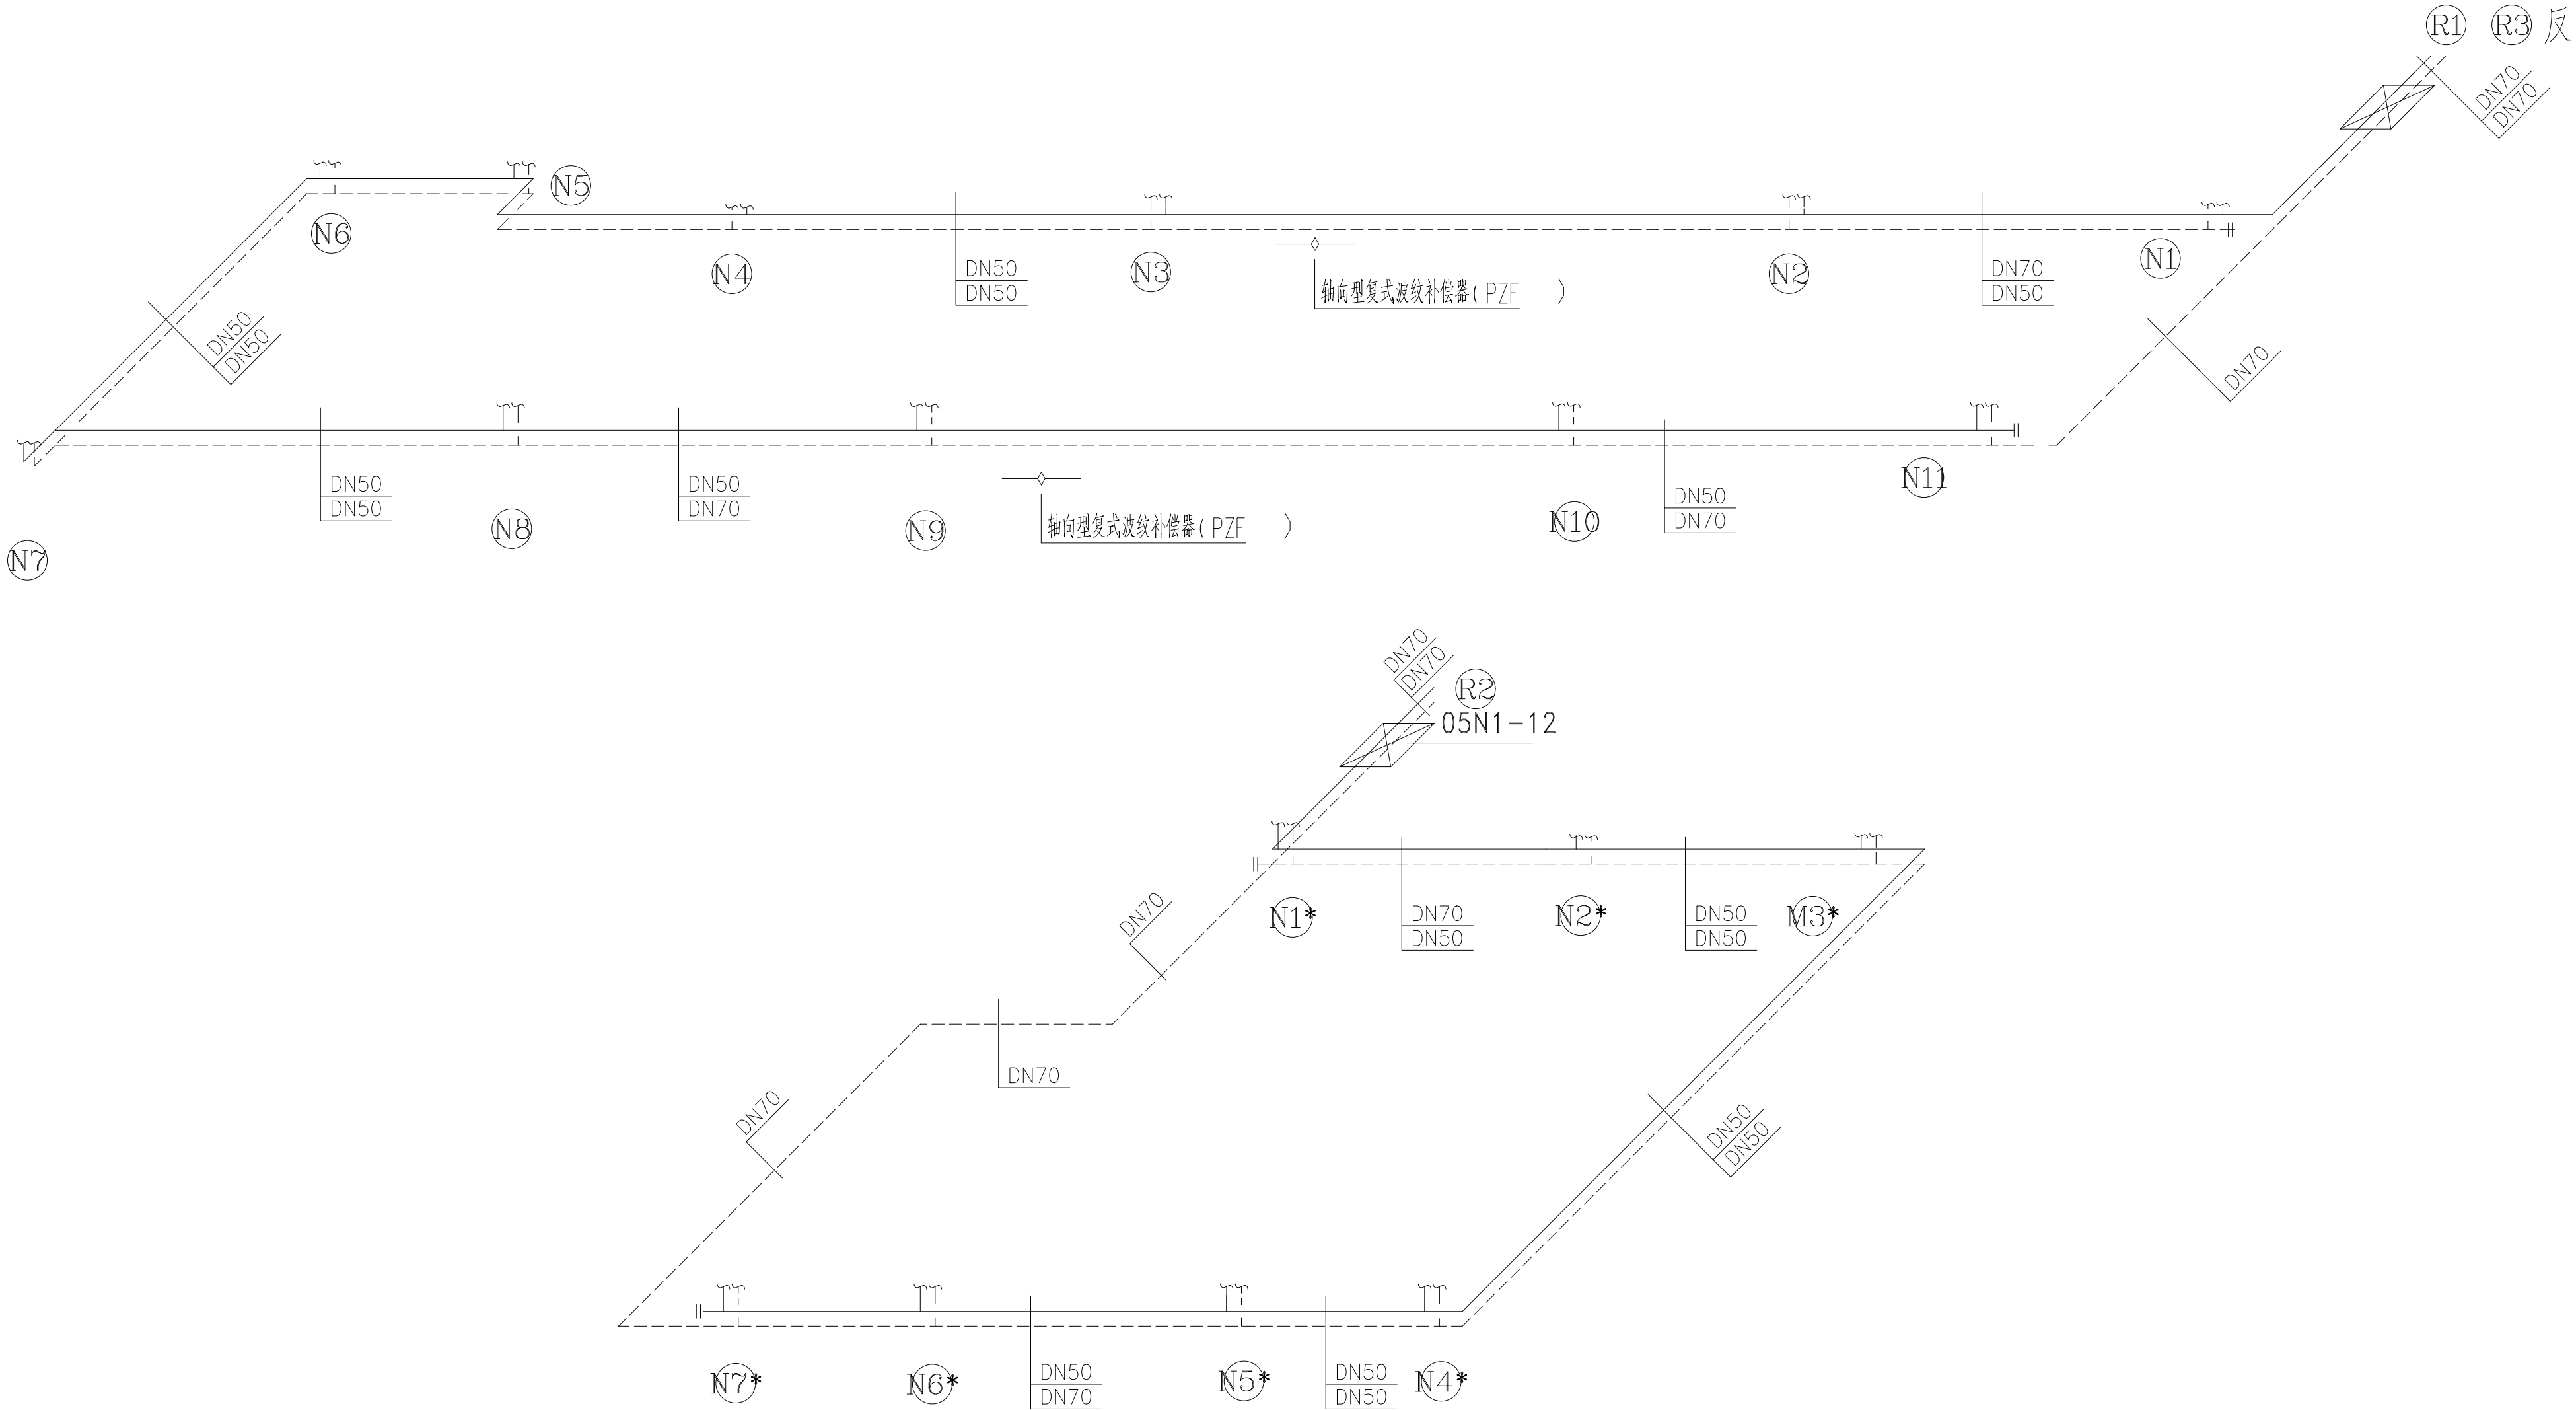 R1 R3 反
DN70
DN70
N5
N6
N4
N3
N2
N1
DN50
DN50
轴向型复式波纹补偿器(PZF )
DN70
DN50
DN50
DN50
DN70
DN50
DN50
DN50
DN70
DN50
DN70
N7
N8
N9
N10
N11
轴向型复式波纹补偿器(PZF )
DN70
DN70
R2
05N1-12
N1*
N2*
M3*
DN70
DN50
DN50
DN50
DN70
DN70
DN70
DN50
DN50
N7*
N6*
N5*
N4*
DN50
DN70
DN50
DN50